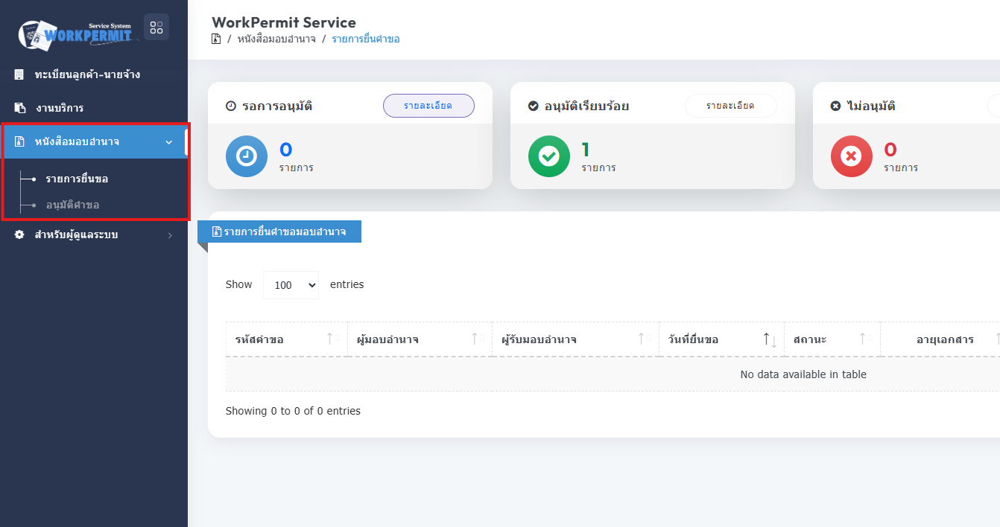 Service System
WORKPERMIT
ทะเบียนลูกค้า-นายจ้าง
งานบริการ
หนังสือมอบอำนาจ
รายการยื่นขอ
อนุมัติคำขอ
สำหรับผู้ดูแลระบบ
WorkPermit Service
/ หนังสือมอบอำนาจ / รายการยื่นคำขอ
รอการอนุมัติ รายละเอียด
0
รายการ
อนุมัติเรียบร้อย รายละเอียด
1
รายการ
ไม่อนุมัติ
0
รายการ
รายการยื่นคำขอมอบอำนาจ
Show 100 entries
รหัสคำขอ ผู้มอบอำนาจ ผู้รับมอบอำนาจ วันที่ยื่นขอ สถานะ อายุเอกสาร
No data available in table
Showing 0 to 0 of 0 entries